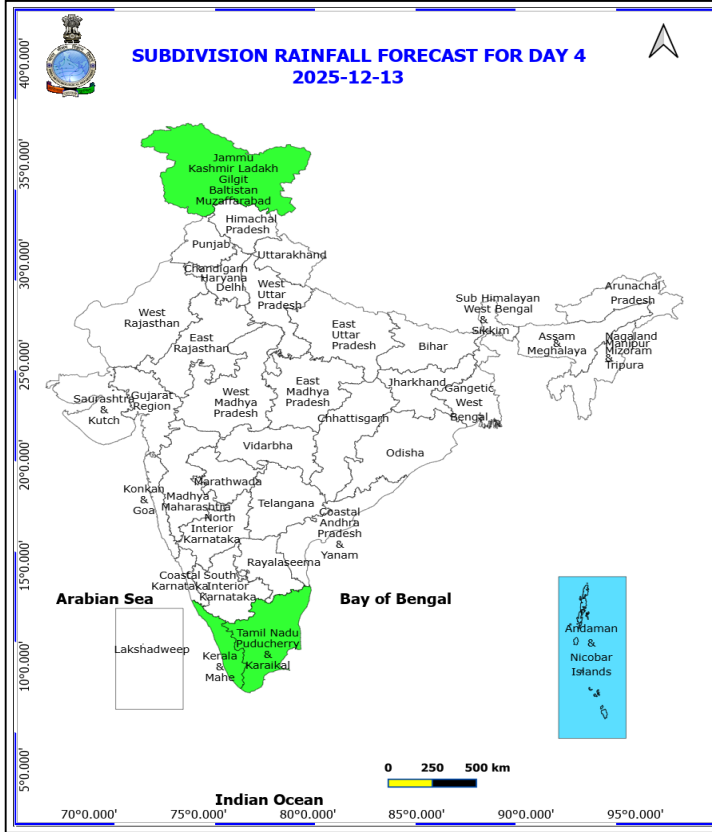 SUBDIVISION RAINFALL FORECAST FOR DAY 4
2025-12-13
40°0.000'
35°0.000'
30°0.000'
25°0.000'
20°0.000'
15°0.000'
10°0.000'
5°0.000'
Jammu
Kashmir Ladakh
Gilgit
Baltistan
Muzaffarabad
Himachal
Pradesh
Punjab
Uttarakhand
Chandigarh
Haryana
Delhi
West
Uttar
Pradesh
West
Rajasthan
East
Rajasthan
East
Uttar
Pradesh
Bihar
Sub Himalayan
West Bengal
&
Sikkim
Arunachal
Pradesh
Assam
&
Meghalaya
Nagaland
Manipur
Mizoram
&
Tripura
Saurashtra
&
Kutch
Gujarat
Region
West
Madhya
Pradesh
East
Madhya
Pradesh
Jharkhand
Gangetic
West
Bengal
Chhattisgarh
Odisha
Vidarbha
Konkan
&
Goa
Madhya
Maharashtra
Marathwada
Telangana
North
Interior
Karnataka
Coastal
Andhra
Pradesh
&
Yanam
Rayalaseema
Coastal
Karnataka
South
Interior
Karnataka
Arabian Sea
Bay of Bengal
Lakshadweep
Kerala
&
Mahe
Tamil Nadu
Puducherry
&
Karaikal
Andaman
&
Nicobar
Islands
0 250 500 km
Indian Ocean
70°0.000' 75°0.000' 80°0.000' 85°0.000' 90°0.000' 95°0.000'